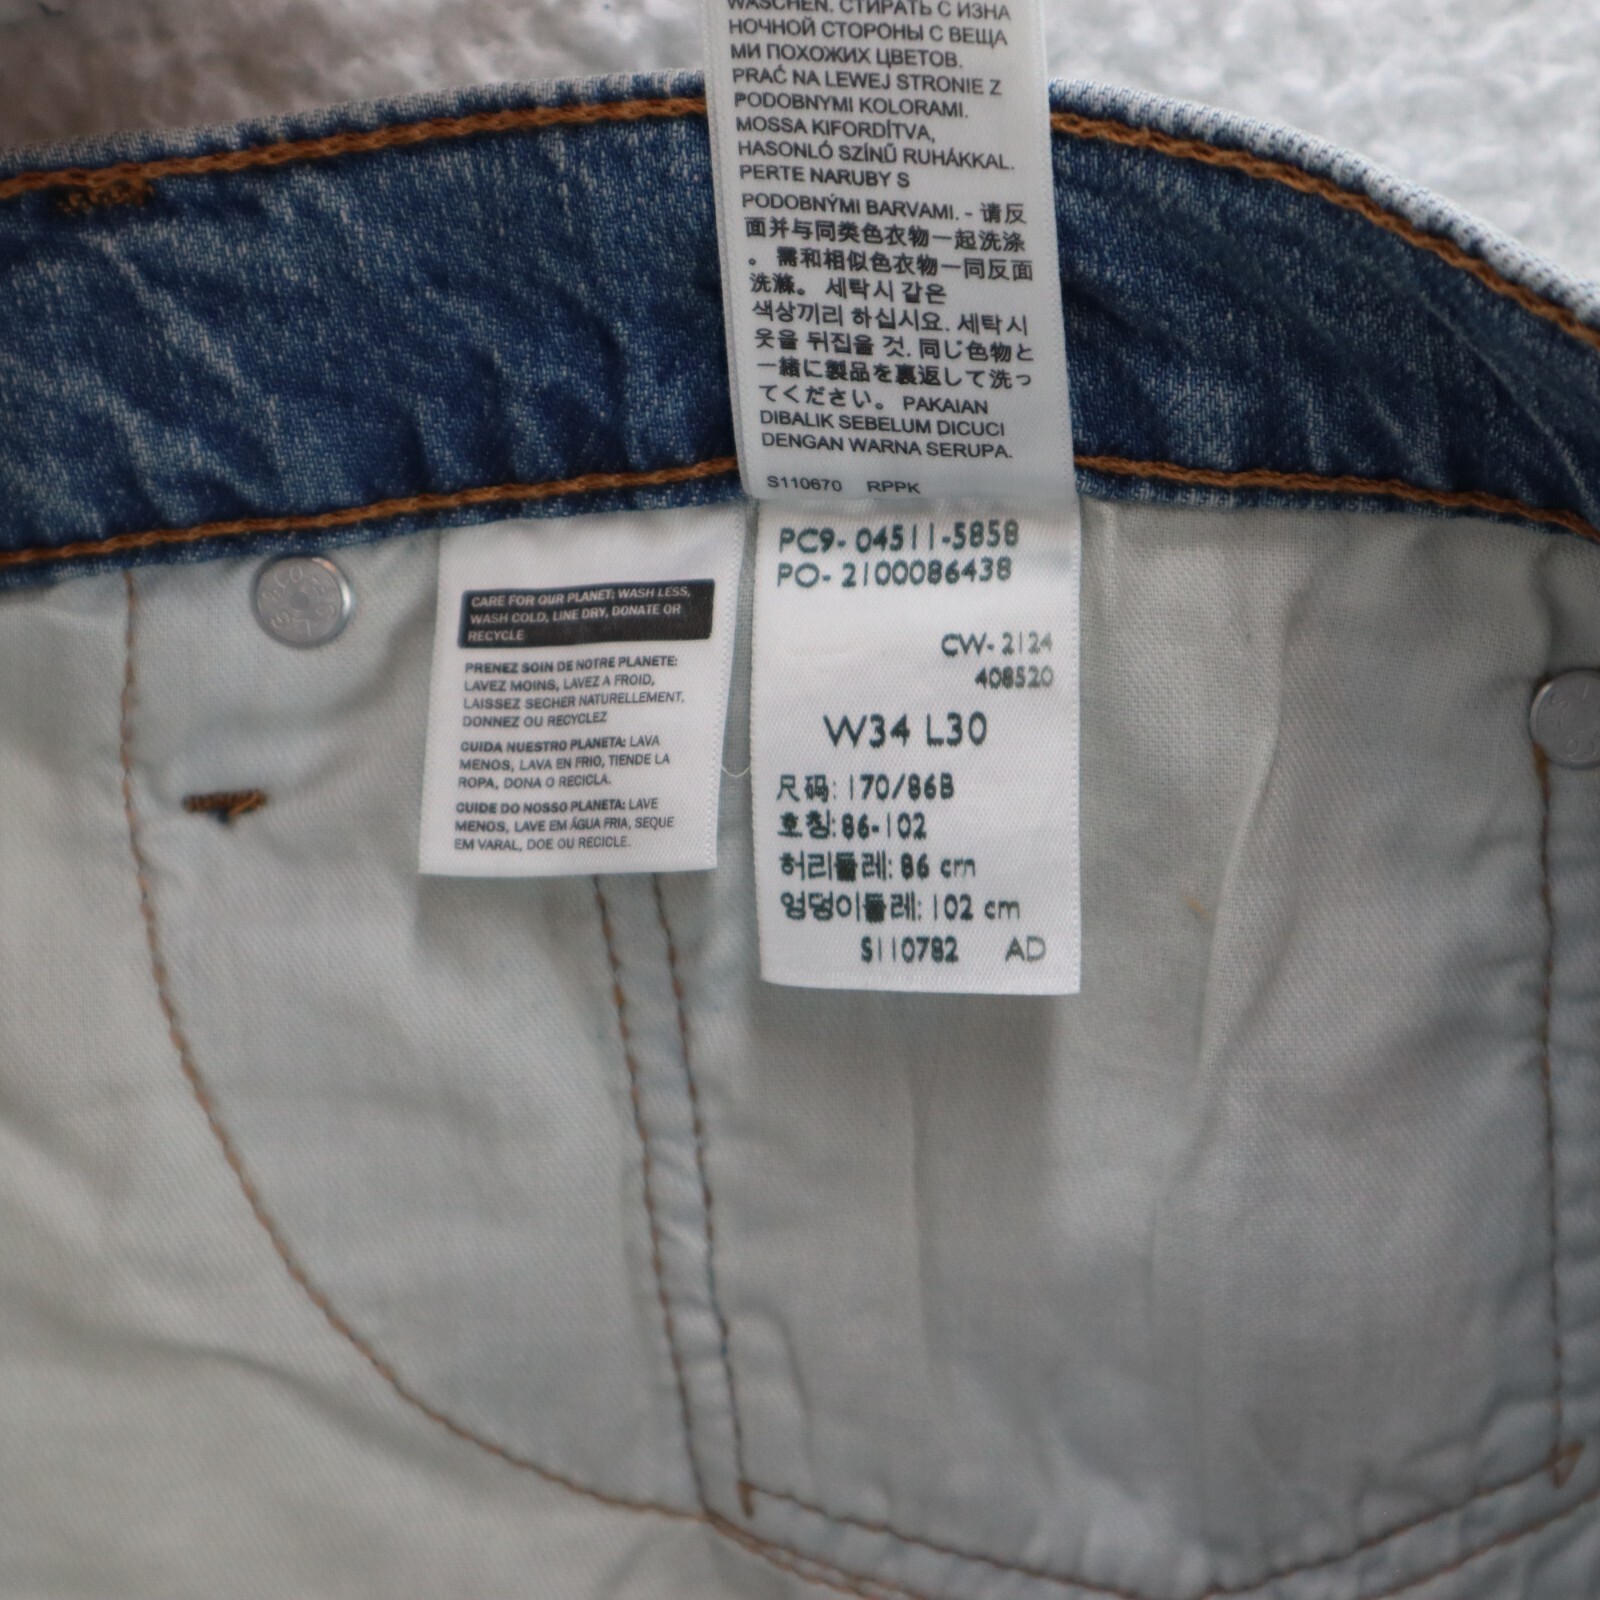 WASCHEN. СТИРАТЬ С ИЗНА
НОЧНОЙ СТОРОНЫ С ВЕЩА
МИ ПОХОЖИХ ЦВЕТОВ.
PRAĆ NA LEWEJ STRONIE Z
PODOBNYMI KOLORAMI.
MOSSA KIFORDÍTVA,
HASONLÓ SZÍNŰ RUHÁKKAL.
PERTE NARUBY S
PODOBNÝMI BARVAMI. - 请反
面并与同类色衣物一起洗涤
。需和相似色衣物一同反面
洗滌。 세탁시 같은
색상끼리 하십시요. 세탁시
옷을 뒤집을 것. 同じ色物と
一緒に製品を裏返して洗っ
てください。 PAKAIAN
DIBALIK SEBELUM DICUCI
DENGAN WARNA SERUPA.
S110670 RPPK
CARE FOR OUR PLANET: WASH LESS,
WASH COLD, LINE DRY, DONATE OR
RECYCLE
PRENEZ SOIN DE NOTRE PLANETE:
LAVEZ MOINS, LAVEZ A FROID,
LAISSEZ SECHER NATURELLEMENT,
DONNEZ OU RECYCLEZ
CUIDA NUESTRO PLANETA: LAVA
MENOS, LAVA EN FRIO, TIENDE LA
ROPA, DONA O RECICLA.
CUIDE DO NOSSO PLANETA: LAVE
MENOS, LAVE EM ÁGUA FRIA, SEQUE
EM VARAL, DOE OU RECICLE.
PC9- 04511-5858
PO- 2100086438
CW- 2124
408520
W34 L30
尺码: 170/86B
호칭: 86-102
허리둘레: 86 cm
엉덩이둘레: 102 cm
S110782 AD